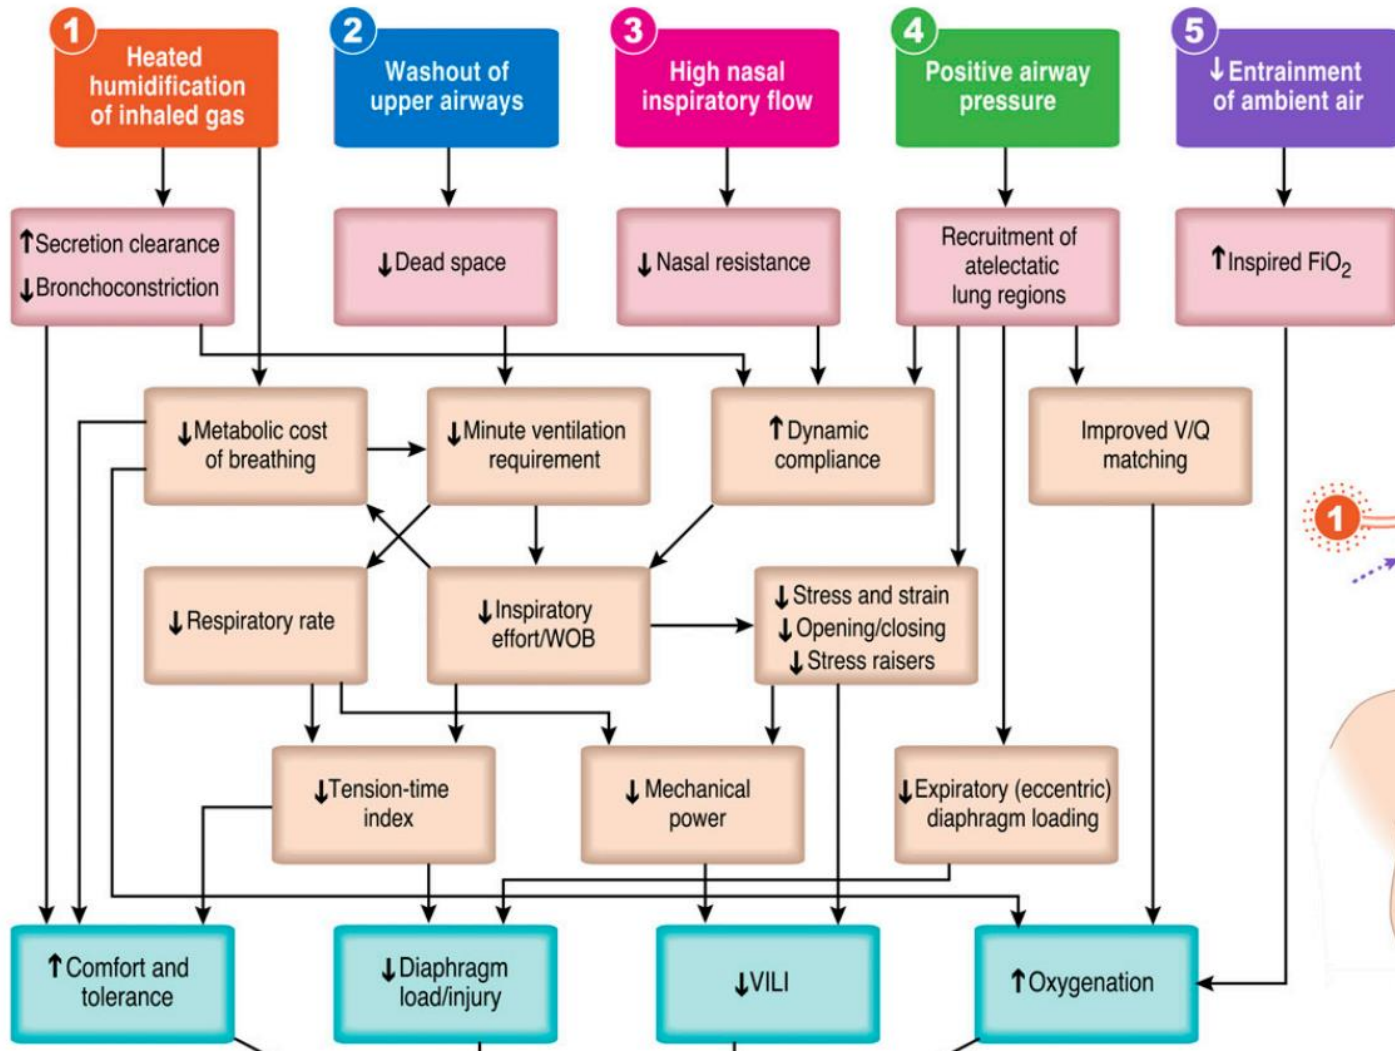 1
Heated
humidification
of inhaled gas
2
Washout of
upper airways
3
High nasal
inspiratory flow
4
Positive airway
pressure
5
↓Entrainment
of ambient air
↑Secretion clearance
↓Bronchoconstriction
↓Dead space
↓Nasal resistance
Recruitment of
atelectatic
lung regions
↑Inspired FiO₂
↓Metabolic cost
of breathing
↓Minute ventilation
requirement
↑Dynamic
compliance
Improved V/Q
matching
1
↓Respiratory rate
↓Inspiratory
effort/WOB
↓Stress and strain
↓Opening/closing
↓Stress raisers
↓Tension-time
index
↓Mechanical
power
↓Expiratory (eccentric)
diaphragm loading
↑Comfort and
tolerance
↓Diaphragm
load/injury
↓VILI
↑Oxygenation